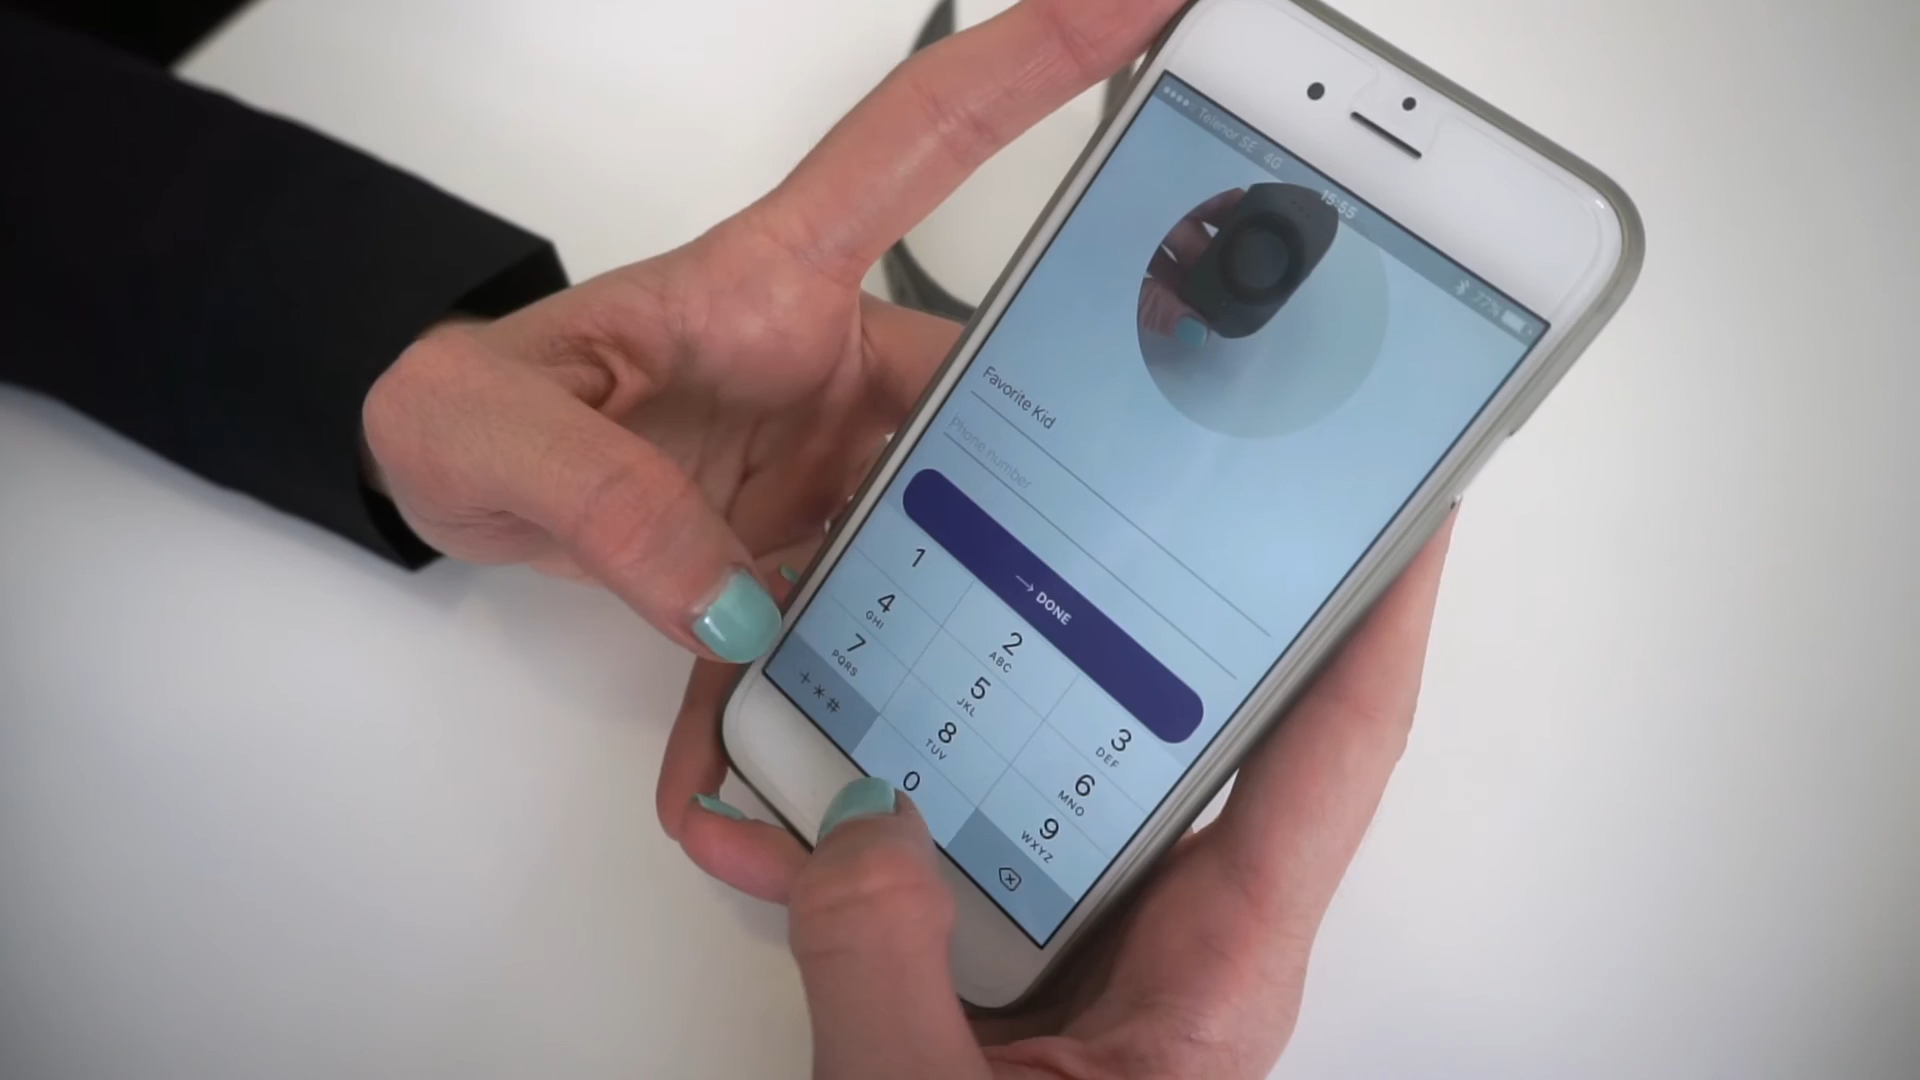 Telenor SE 4G 15:55 77%
Favorite Kid
Phone number
→ DONE
1 2 ABC 3 DEF
4 GHI 5 JKL 6 MNO
7 PQRS 8 TUV 9 WXYZ
+*# 0